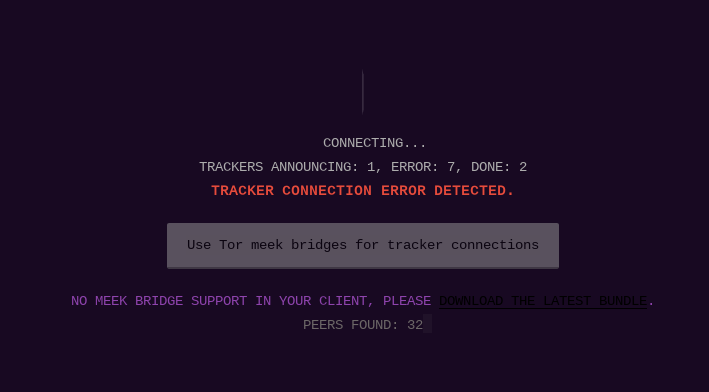 CONNECTING...
TRACKERS ANNOUNCING: 1, ERROR: 7, DONE: 2
TRACKER CONNECTION ERROR DETECTED.
Use Tor meek bridges for tracker connections
NO MEEK BRIDGE SUPPORT IN YOUR CLIENT, PLEASE DOWNLOAD THE LATEST BUNDLE.
PEERS FOUND: 32